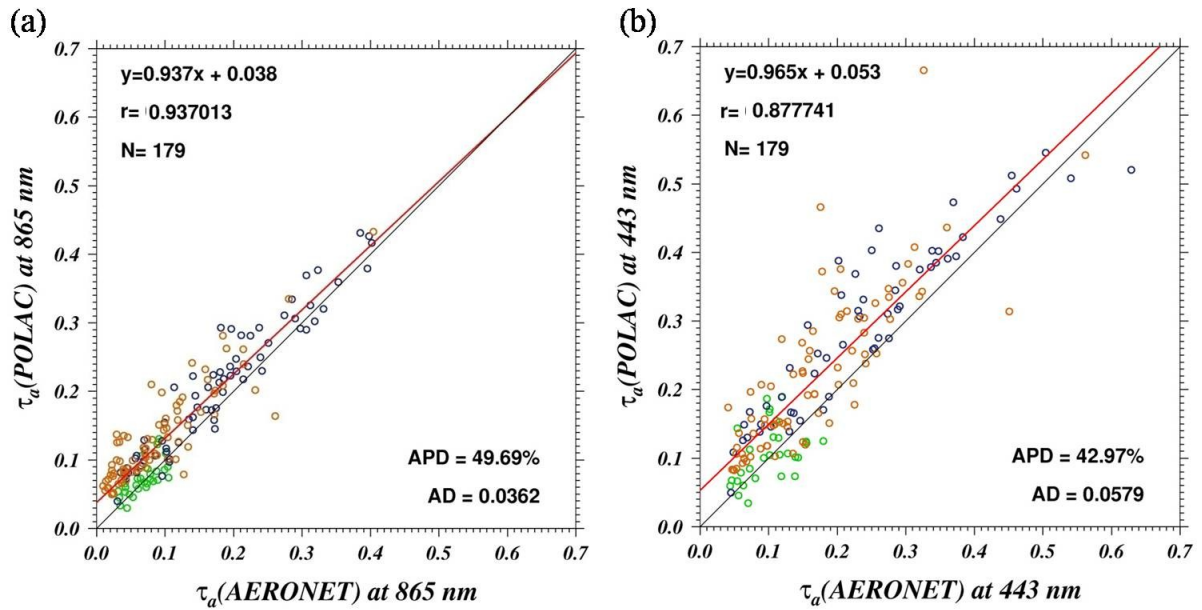 (a)
0.7
0.6
0.5
0.4
0.3
0.2
0.1
0.0
τa(POLAC) at 865 nm
y=0.937x + 0.038
r= 0.937013
N= 179
APD = 49.69%
AD = 0.0362
0.0 0.1 0.2 0.3 0.4 0.5 0.6 0.7
τa(AERONET) at 865 nm
(b)
0.7
0.6
0.5
0.4
0.3
0.2
0.1
0.0
τa(POLAC) at 443 nm
y=0.965x + 0.053
r= 0.877741
N= 179
APD = 42.97%
AD = 0.0579
0.0 0.1 0.2 0.3 0.4 0.5 0.6 0.7
τa(AERONET) at 443 nm